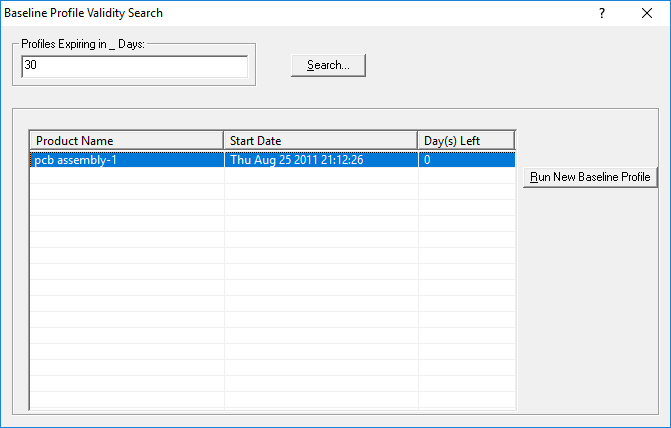 Baseline Profile Validity Search
?
Profiles Expiring in _ Days:
30
Search...
Product Name Start Date Day(s) Left
pcb assembly-1 Thu Aug 25 2011 21:12:26 0
Run New Baseline Profile